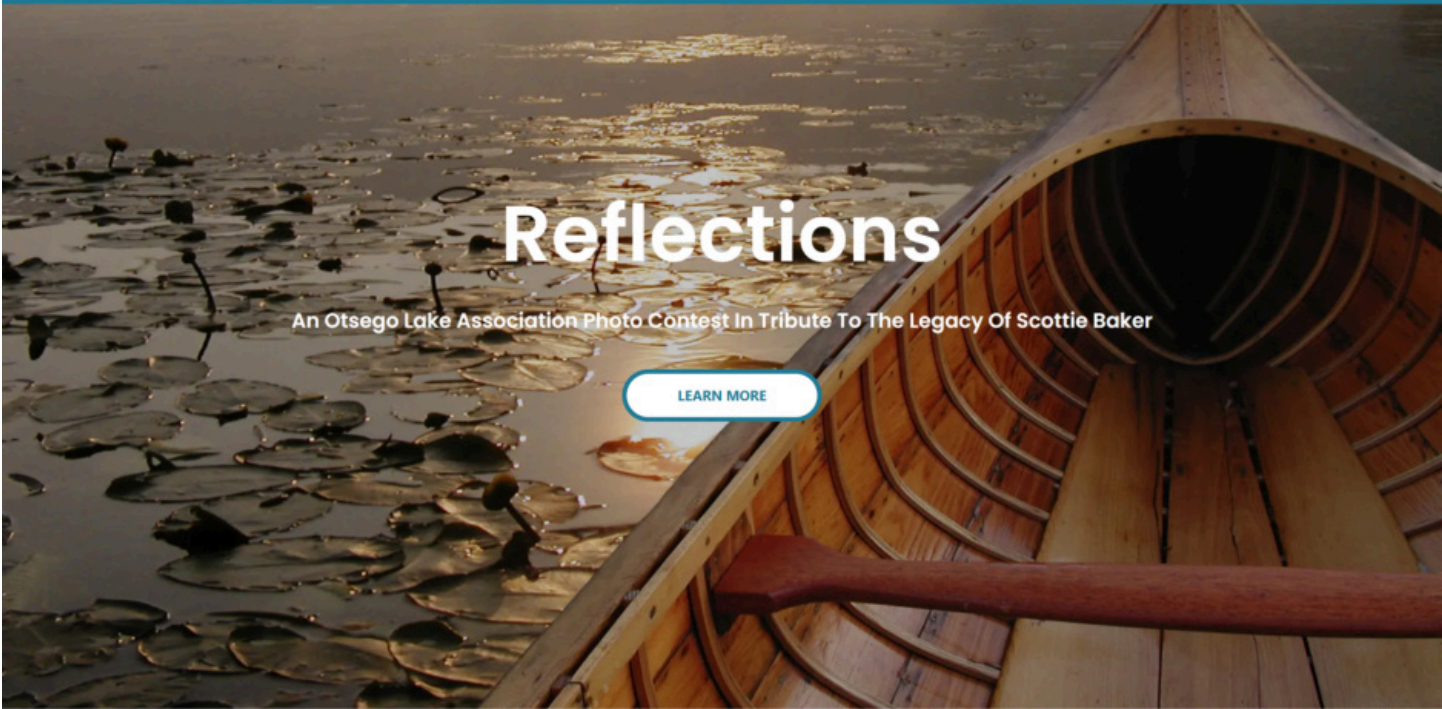 Reflections
An Otsego Lake Association Photo Contest In Tribute To The Legacy Of Scottie Baker
LEARN MORE